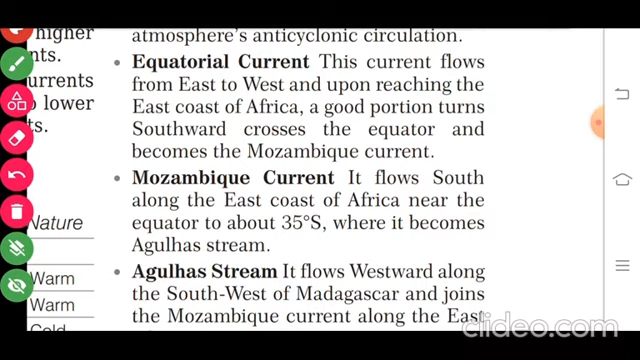 higher
nts.
urrents
o lower
ts.
Nature
Warm
Warm
Cold
atmosphere's anticyclonic circulation.
• Equatorial Current This current flows
from East to West and upon reaching the
East coast of Africa, a good portion turns
Southward crosses the equator and
becomes the Mozambique current.
• Mozambique Current It flows South
along the East coast of Africa near the
equator to about 35°S, where it becomes
Agulhas stream.
• Agulhas Stream It flows Westward along
the South-West of Madagascar and joins
the Mozambique current along the East
clideo.com